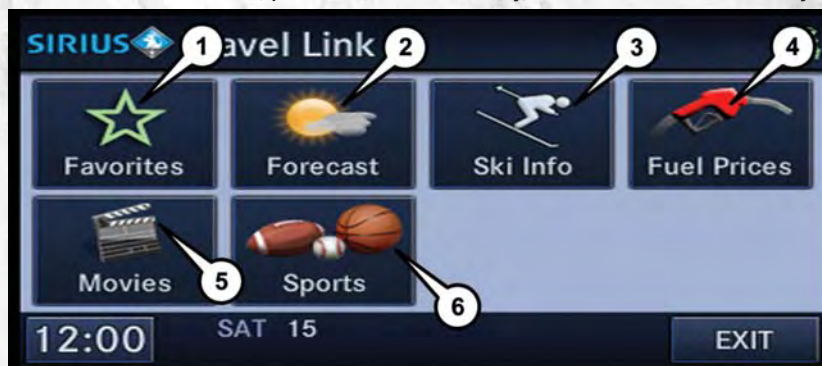 SIRIUS avel Link
1 2 3 4
Favorites Forecast Ski Info Fuel Prices
Movies Sports
5 6
12:00 SAT 15 EXIT